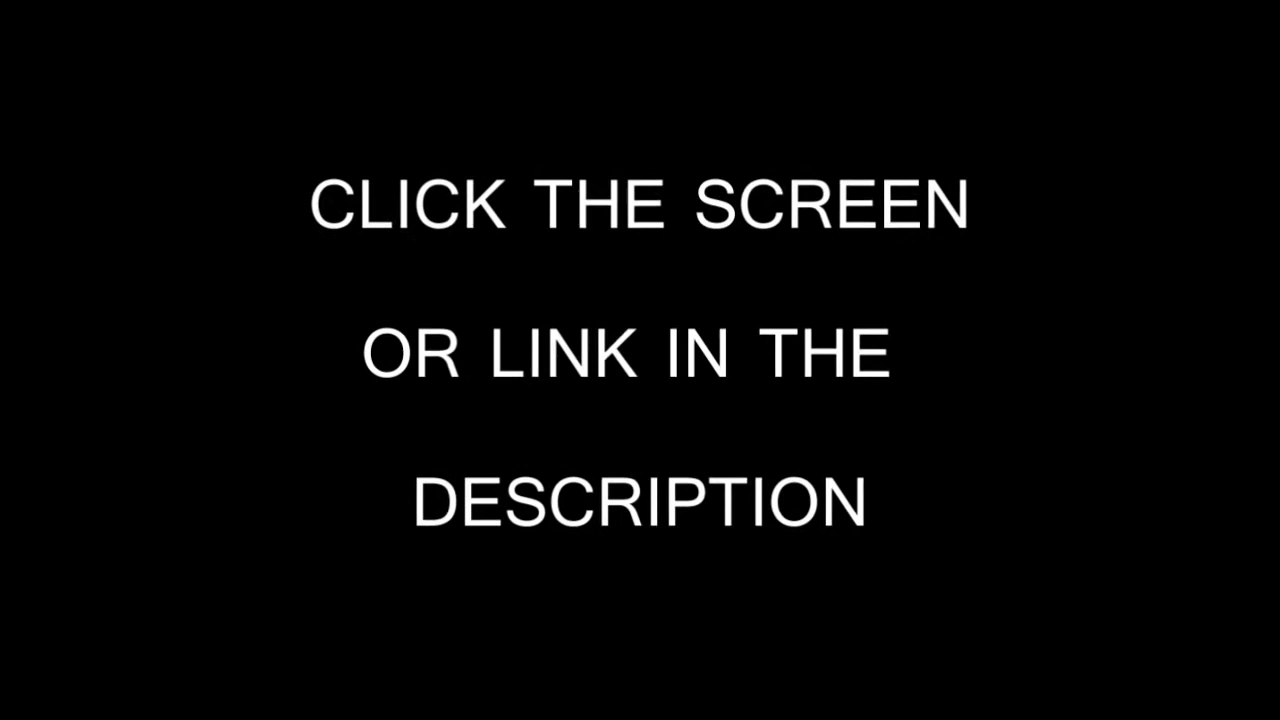 CLICK THE SCREEN
OR LINK IN THE
DESCRIPTION